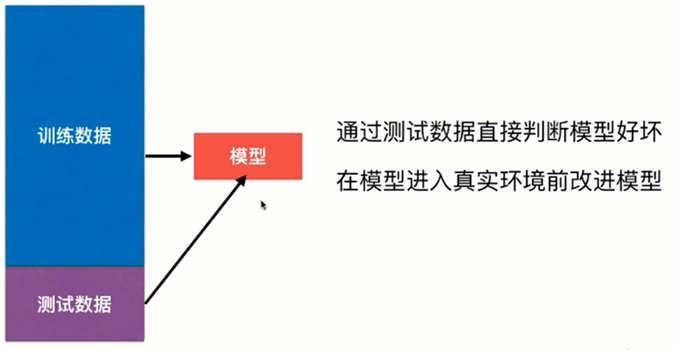 训练数据
模型
通过测试数据直接判断模型好坏
在模型进入真实环境前改进模型
测试数据